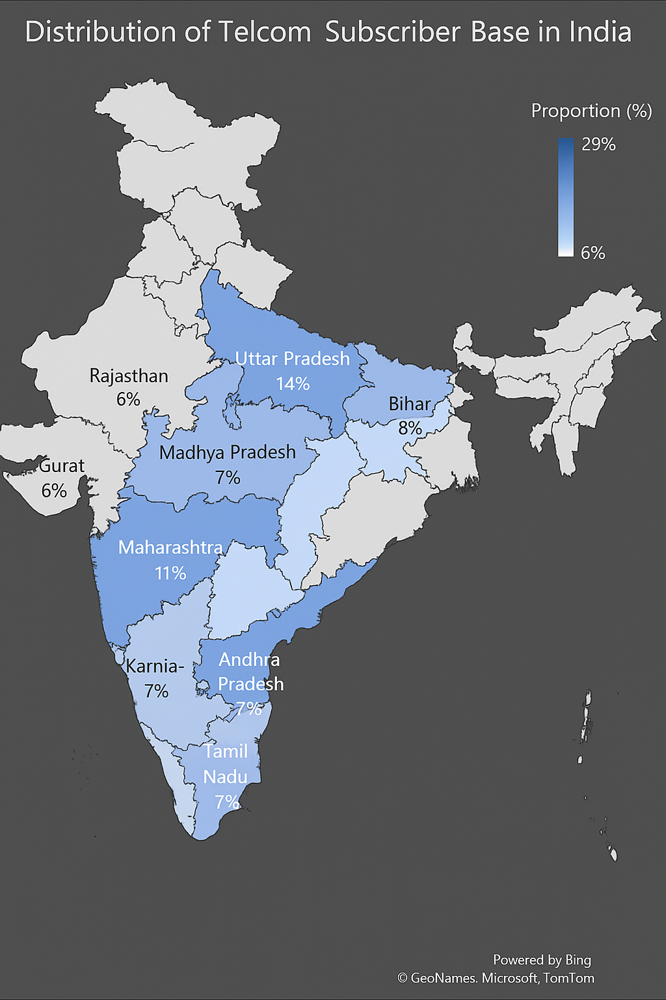 Distribution of Telcom Subscriber Base in India
Proportion (%)
29%
6%
Uttar Pradesh
14%
Rajasthan
6%
Bihar
8%
Madhya Pradesh
7%
Gurat
6%
Maharashtra
11%
Karnia-
7%
Andhra
Pradesh
7%
Tamil
Nadu
7%
Powered by Bing
© GeoNames. Microsoft, TomTom